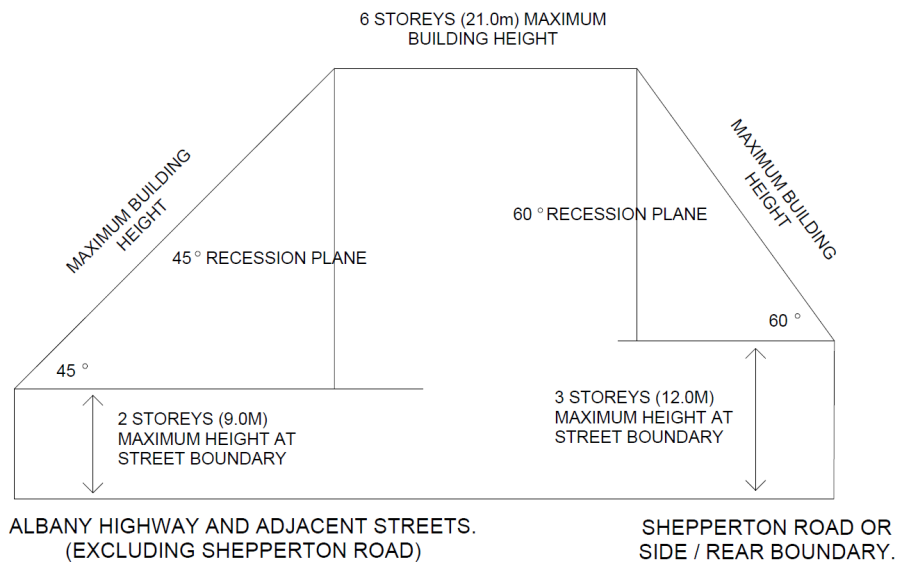 6 STOREYS (21.0m) MAXIMUM
BUILDING HEIGHT
MAXIMUM BUILDING
HEIGHT
MAXIMUM BUILDING
HEIGHT
45° RECESSION PLANE
60° RECESSION PLANE
45°
60°
2 STOREYS (9.0M)
MAXIMUM HEIGHT AT
STREET BOUNDARY
3 STOREYS (12.0M)
MAXIMUM HEIGHT AT
STREET BOUNDARY
ALBANY HIGHWAY AND ADJACENT STREETS.
(EXCLUDING SHEPPERTON ROAD)
SHEPPERTON ROAD OR
SIDE / REAR BOUNDARY.